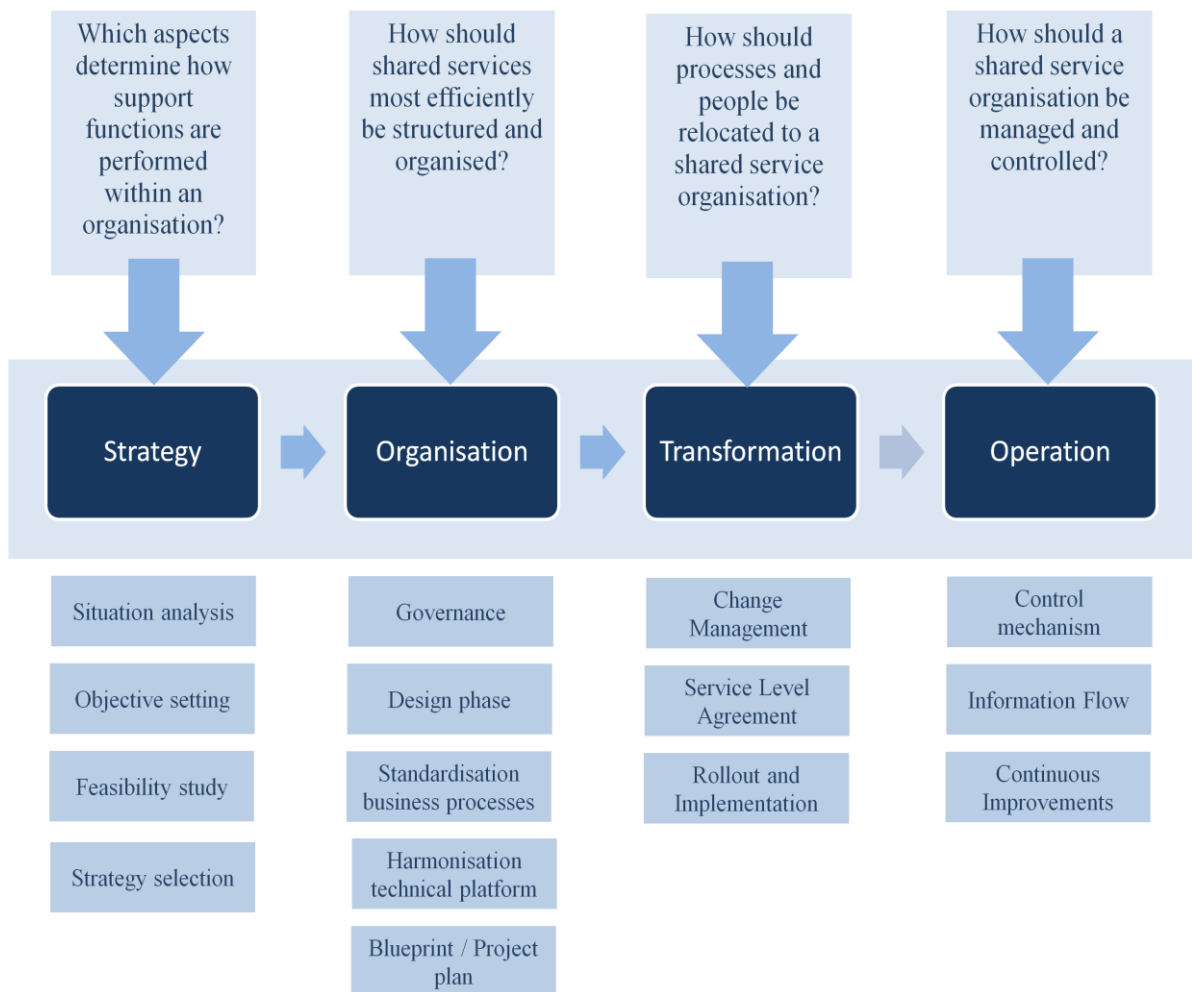 Which aspects
determine how
support
functions are
performed
within an
organisation?
How should
shared services
most efficiently
be structured and
organised?
How should
processes and
people be
relocated to a
shared service
organisation?
How should a
shared service
organisation be
managed and
controlled?
Strategy
Organisation
Transformation
Operation
Situation analysis
Objective setting
Feasibility study
Strategy selection
Governance
Design phase
Standardisation
business processes
Harmonisation
technical platform
Blueprint / Project
plan
Change
Management
Service Level
Agreement
Rollout and
Implementation
Control
mechanism
Information Flow
Continuous
Improvements